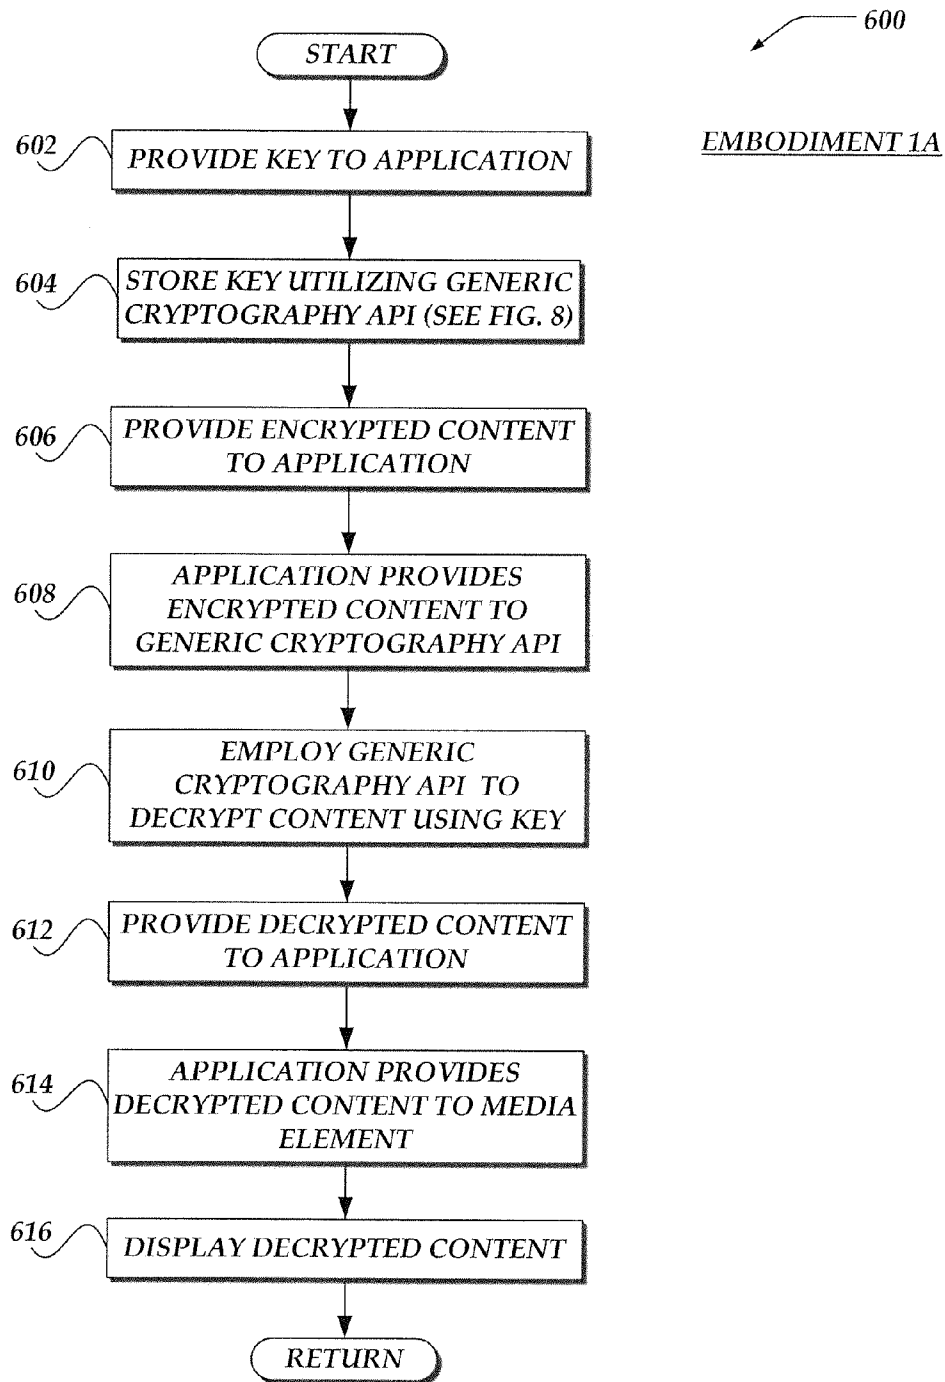 600
START
EMBODIMENT 1A
602
PROVIDE KEY TO APPLICATION
604
STORE KEY UTILIZING GENERIC
CRYPTOGRAPHY API (SEE FIG. 8)
606
PROVIDE ENCRYPTED CONTENT
TO APPLICATION
608
APPLICATION PROVIDES
ENCRYPTED CONTENT TO
GENERIC CRYPTOGRAPHY API
610
EMPLOY GENERIC
CRYPTOGRAPHY API TO
DECRYPT CONTENT USING KEY
612
PROVIDE DECRYPTED CONTENT
TO APPLICATION
614
APPLICATION PROVIDES
DECRYPTED CONTENT TO MEDIA
ELEMENT
616
DISPLAY DECRYPTED CONTENT
RETURN